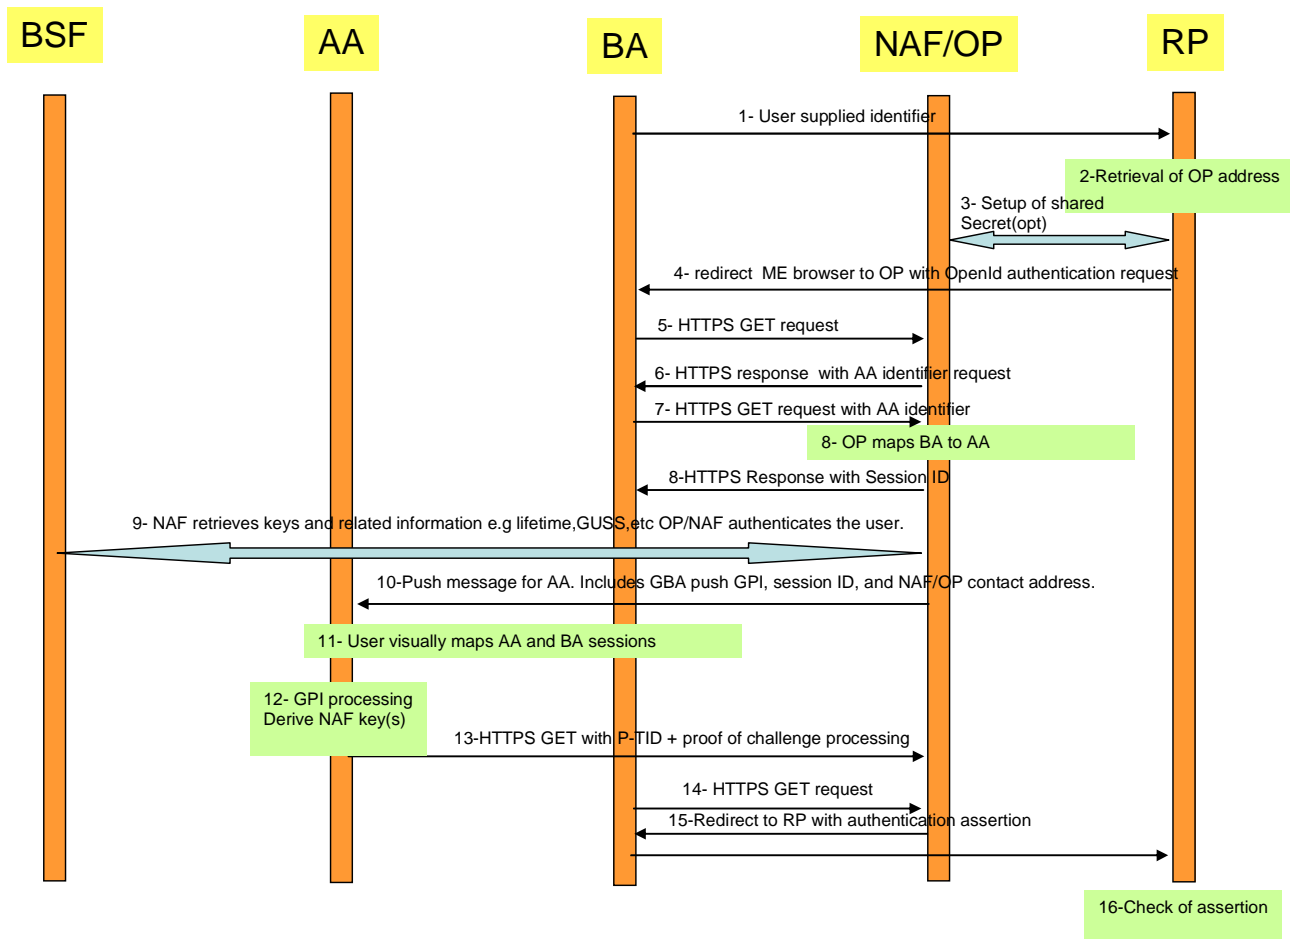 BSF
AA
BA
NAF/OP
RP
1- User supplied identifier
2-Retrieval of OP address
3- Setup of shared
Secret(opt)
4- redirect  ME browser to OP with OpenId authentication request
5- HTTPS GET request
6- HTTPS response  with AA identifier request
7- HTTPS GET request with AA identifier
8- OP maps BA to AA
8-HTTPS Response with Session ID
9- NAF retrieves keys and related information e.g lifetime,GUSS,etc OP/NAF authenticates the user.
10-Push message for AA. Includes GBA push GPI, session ID, and NAF/OP contact address.
11- User visually maps AA and BA sessions
12- GPI processing
Derive NAF key(s)
13-HTTPS GET with P-TID + proof of challenge processing
14- HTTPS GET request
15-Redirect to RP with authentication assertion
16-Check of assertion